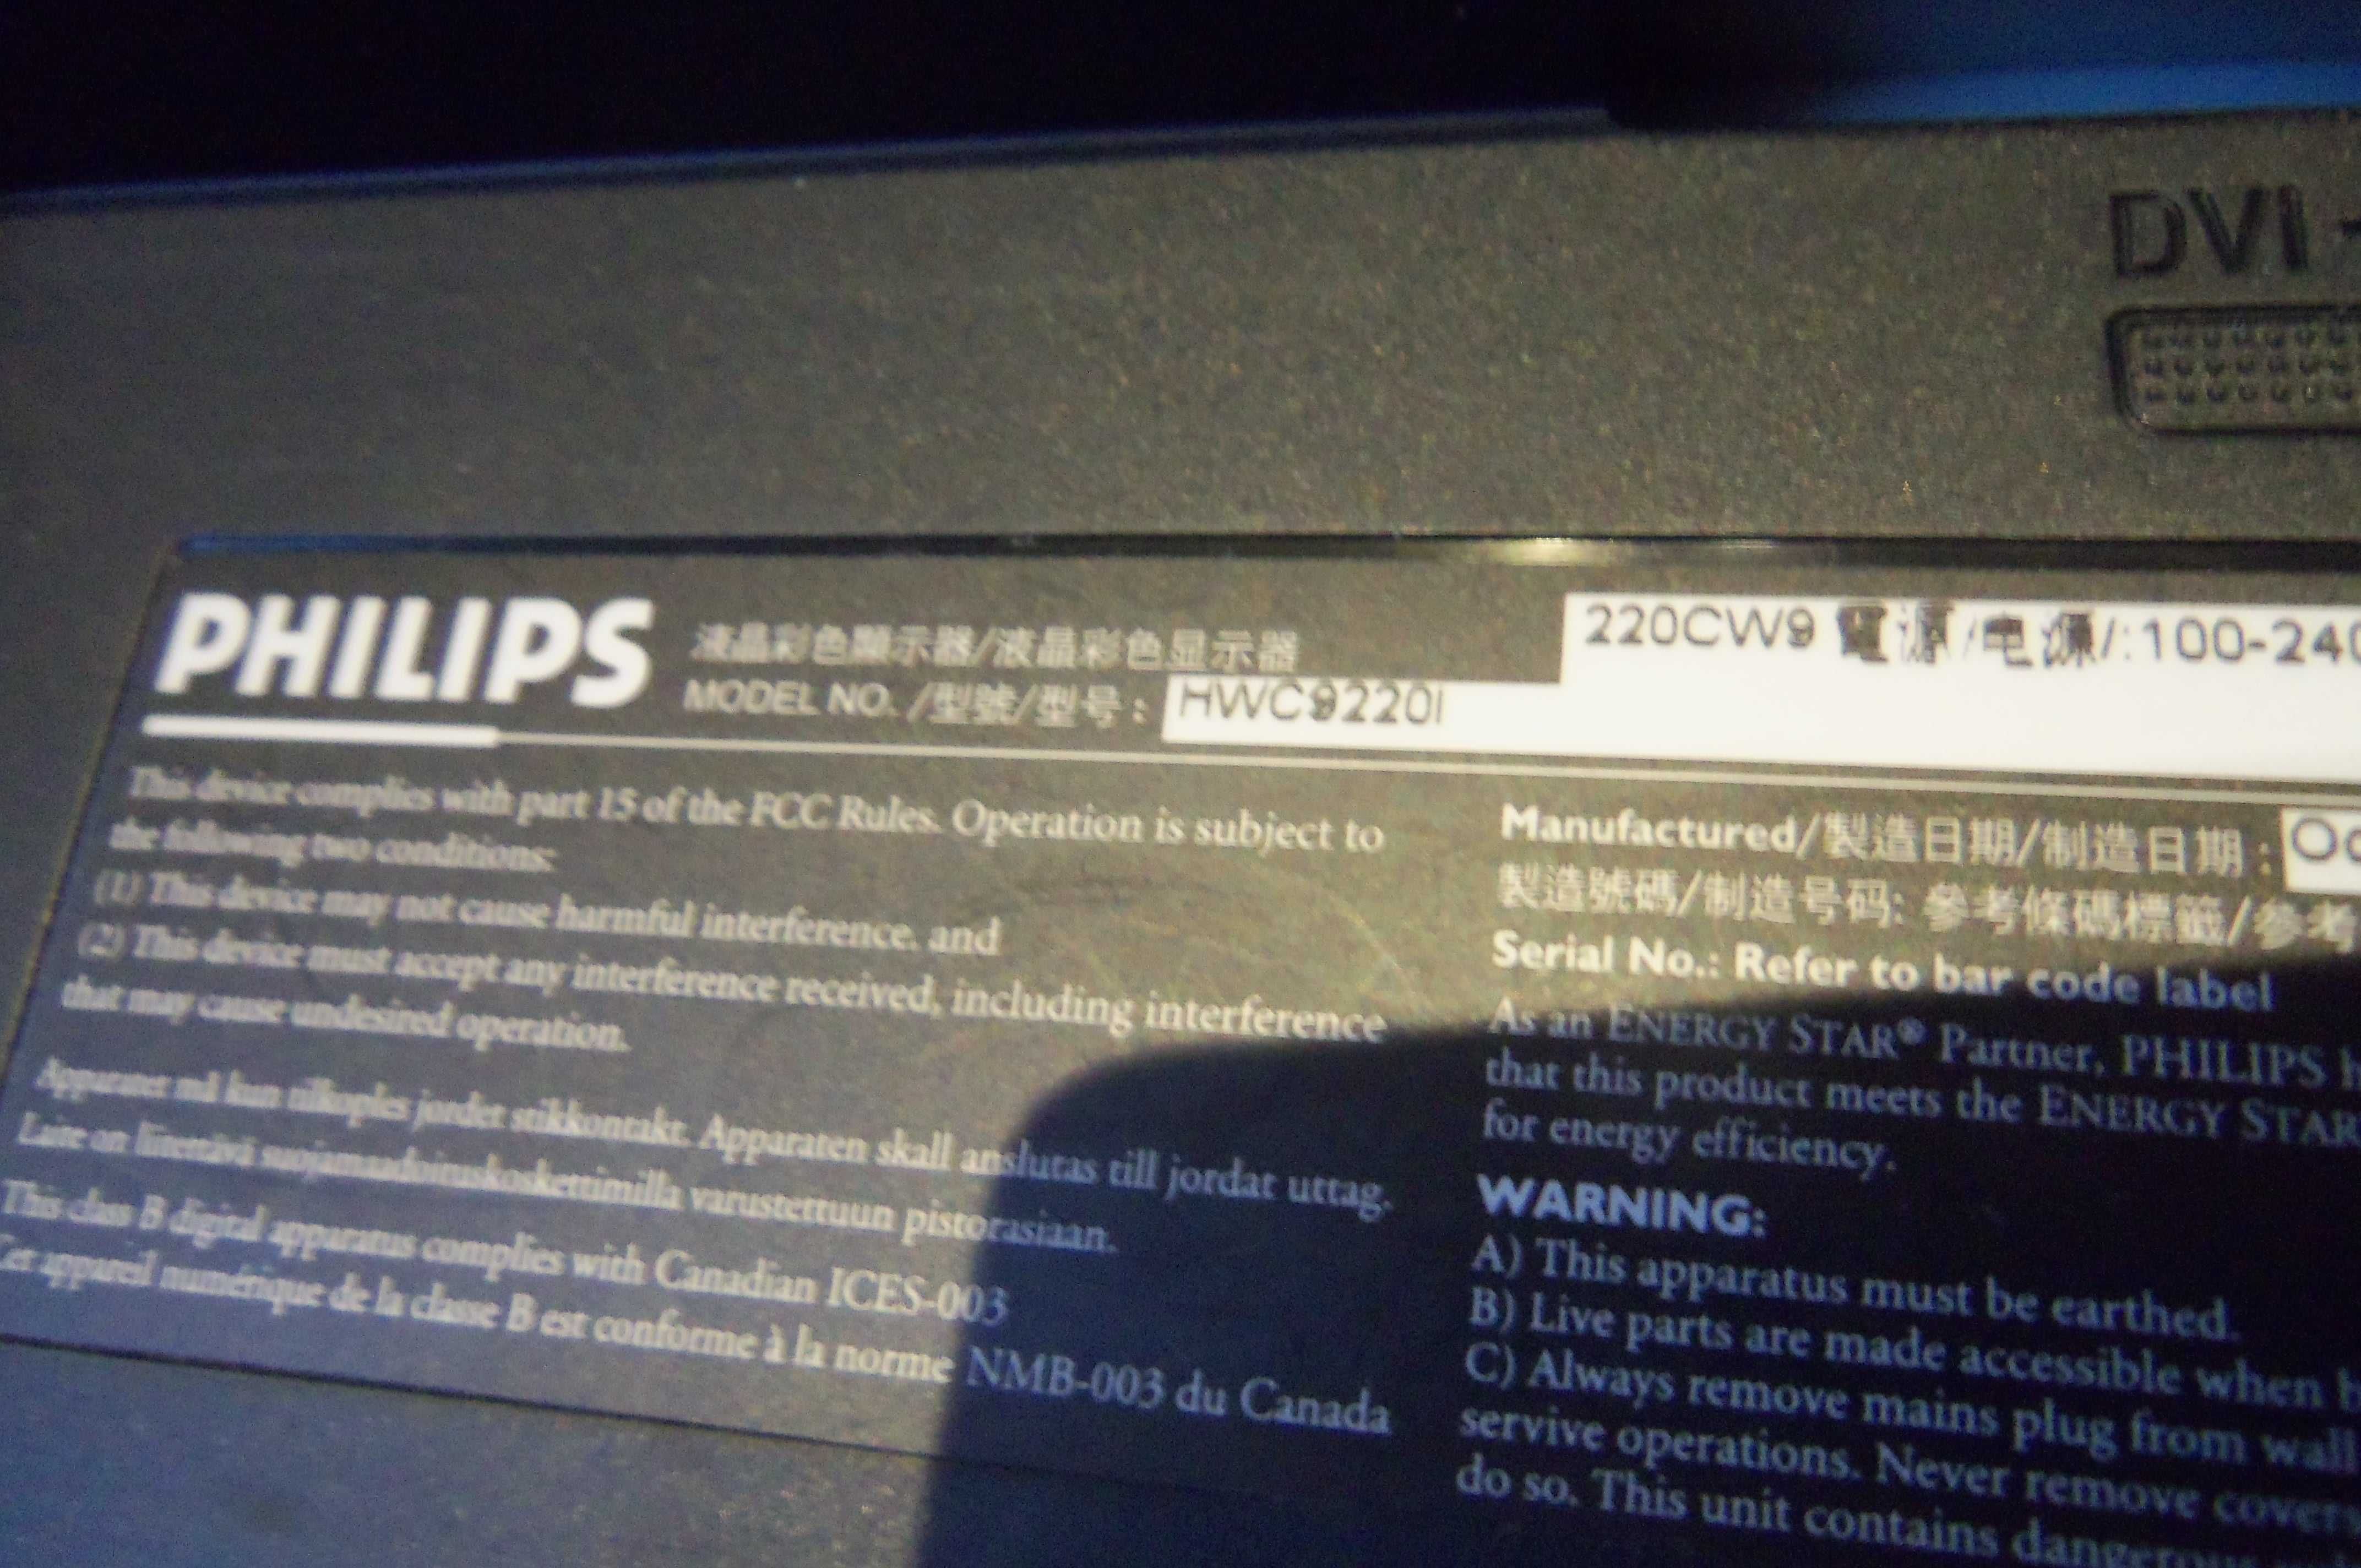 DVI -
PHILIPS
液晶彩色顯示器/液晶彩色显示器
220CW9 電源/电源/:100-240
MODEL NO. /型號/型号: HWC9220I
This device complies with part 15 of the FCC Rules. Operation is subject to
the following two conditions:
(1) This device may not cause harmful interference. and
(2) This device must accept any interference received, including interference
that may cause undesired operation.
Apparatet må kun tilkoples jordet stikkontakt. Apparaten skall anslutas till jordat uttag.
Laite on liitettävä suojamaadoituskoskettimilla varustettuun pistorasiaan.
This class B digital apparatus complies with Canadian ICES-003
Cet appareil numérique de la classe B est conforme à la norme NMB-003 du Canada
Manufactured/製造日期/制造日期:
製造號碼/制造号码: 參考條碼標籤/参考
Serial No.: Refer to bar code label
As an ENERGY STAR® Partner, PHILIPS
that this product meets the ENERGY STAR
for energy efficiency.
WARNING:
A) This apparatus must be earthed.
B) Live parts are made accessible when
C) Always remove mains plug from wall
servive operations. Never remove covers
do so. This unit contains